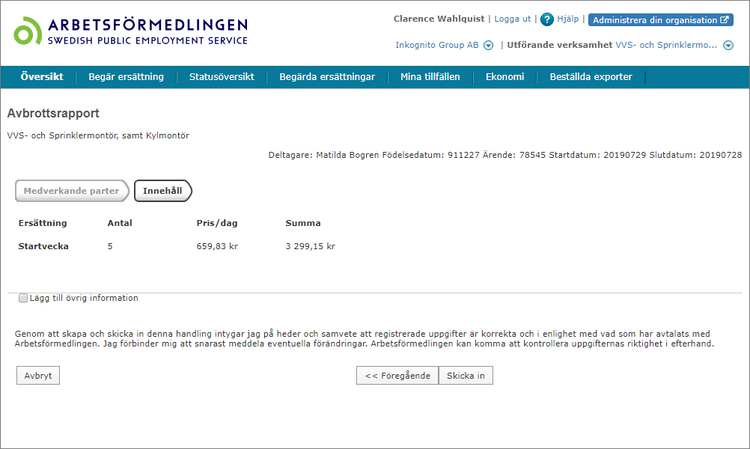 ARBETSFÖRMEDLINGEN
SWEDISH PUBLIC EMPLOYMENT SERVICE
Clarence Wahlquist | Logga ut | ? Hjälp | Administrera din organisation
Inkognito Group AB | Utförande verksamhet VVS- och Sprinklermo...
Översikt Begär ersättning Statusöversikt Begärda ersättningar Mina tillfällen Ekonomi Beställda exporter
Avbrottsrapport
VVS- och Sprinklermontör, samt Kylmontör
Deltagare: Matilda Bogren Födelsedatum: 911227 Ärende: 78545 Startdatum: 20190729 Slutdatum: 20190728
Medverkande parter Innehåll
Ersättning Antal Pris/dag Summa
Startvecka 5 659,83 kr 3 299,15 kr
Lägg till övrig information
Genom att skapa och skicka in denna handling intygar jag på heder och samvete att registrerade uppgifter är korrekta och i enlighet med vad som har avtalats med
Arbetsförmedlingen. Jag förbinder mig att snarast meddela eventuella förändringar. Arbetsförmedlingen kan komma att kontrollera uppgifternas riktighet i efterhand.
Avbryt << Föregående Skicka in